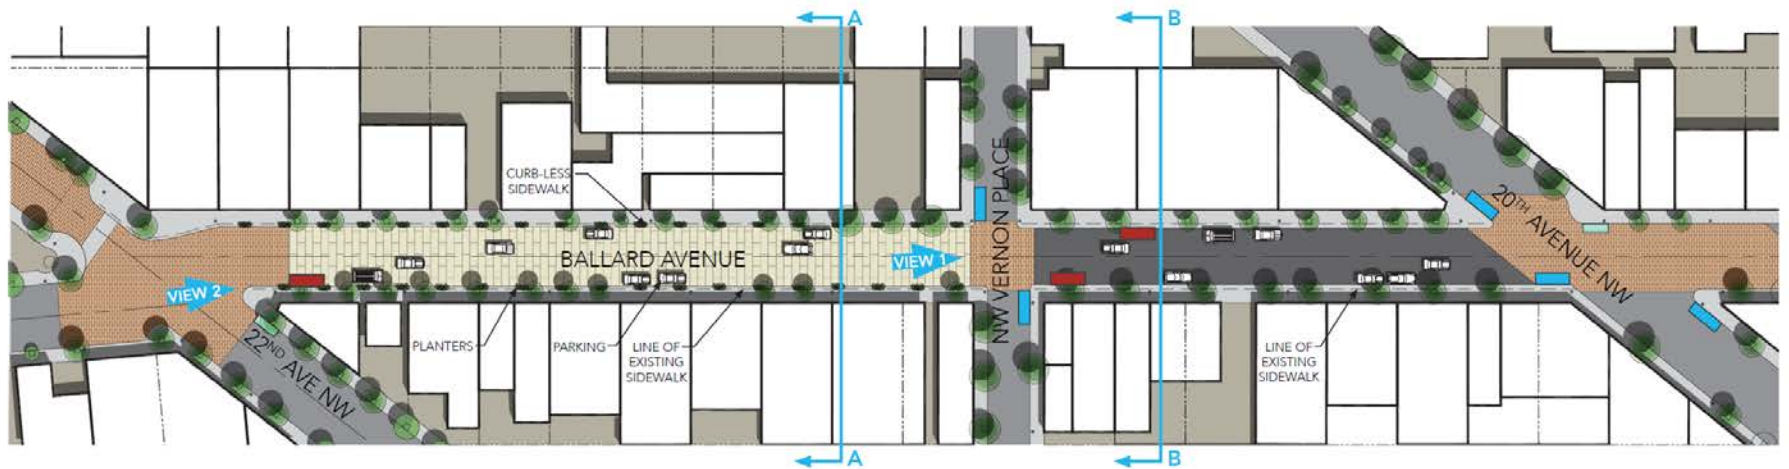 A
B
CURB-LESS
SIDEWALK
NW VERNON PLACE
20TH AVENUE NW
BALLARD AVENUE
VIEW 1
VIEW 2
22ND AVE NW
PLANTERS
PARKING
LINE OF
EXISTING
SIDEWALK
LINE OF
EXISTING
SIDEWALK
A
B